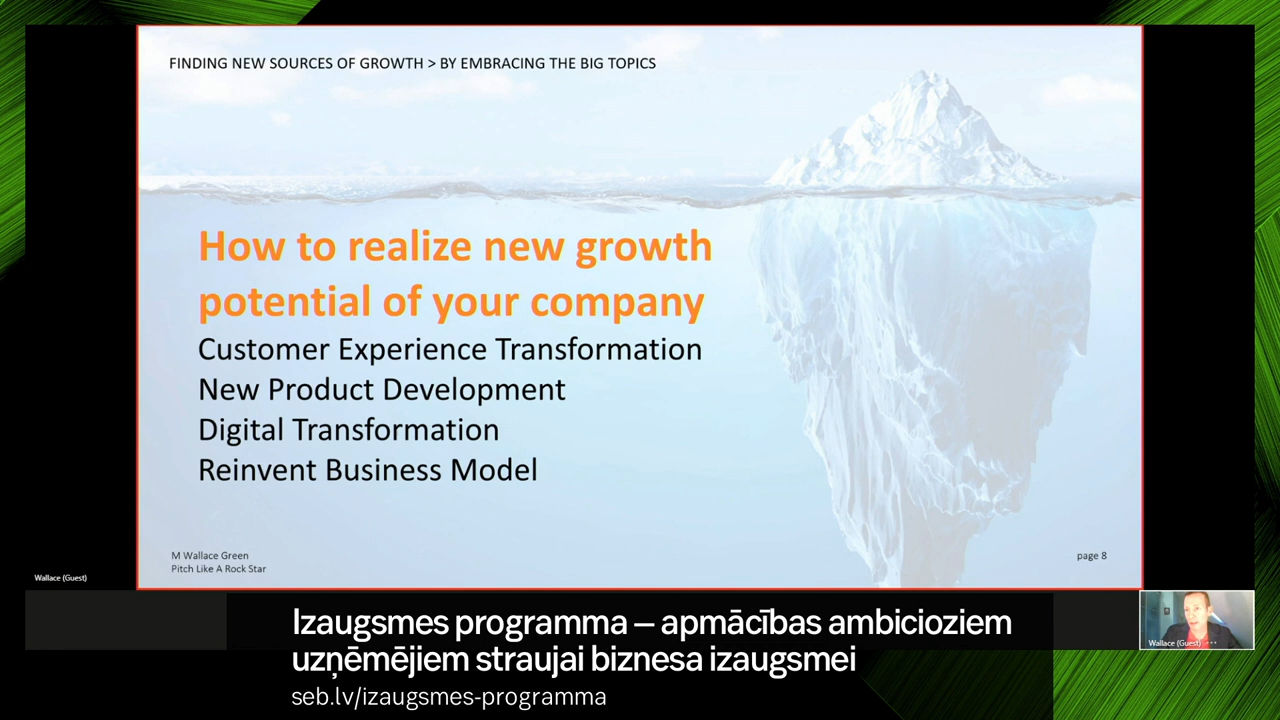 FINDING NEW SOURCES OF GROWTH > BY EMBRACING THE BIG TOPICS
How to realize new growth
potential of your company
Customer Experience Transformation
New Product Development
Digital Transformation
Reinvent Business Model
M Wallace Green
Pitch Like A Rock Star
page 8
Wallace (Guest)
Wallace (Guest)
Izaugsmes programma – apmācības ambicioziem
uzņēmējiem straujai biznesa izaugsmei
seb.lv/izaugsmes-programma